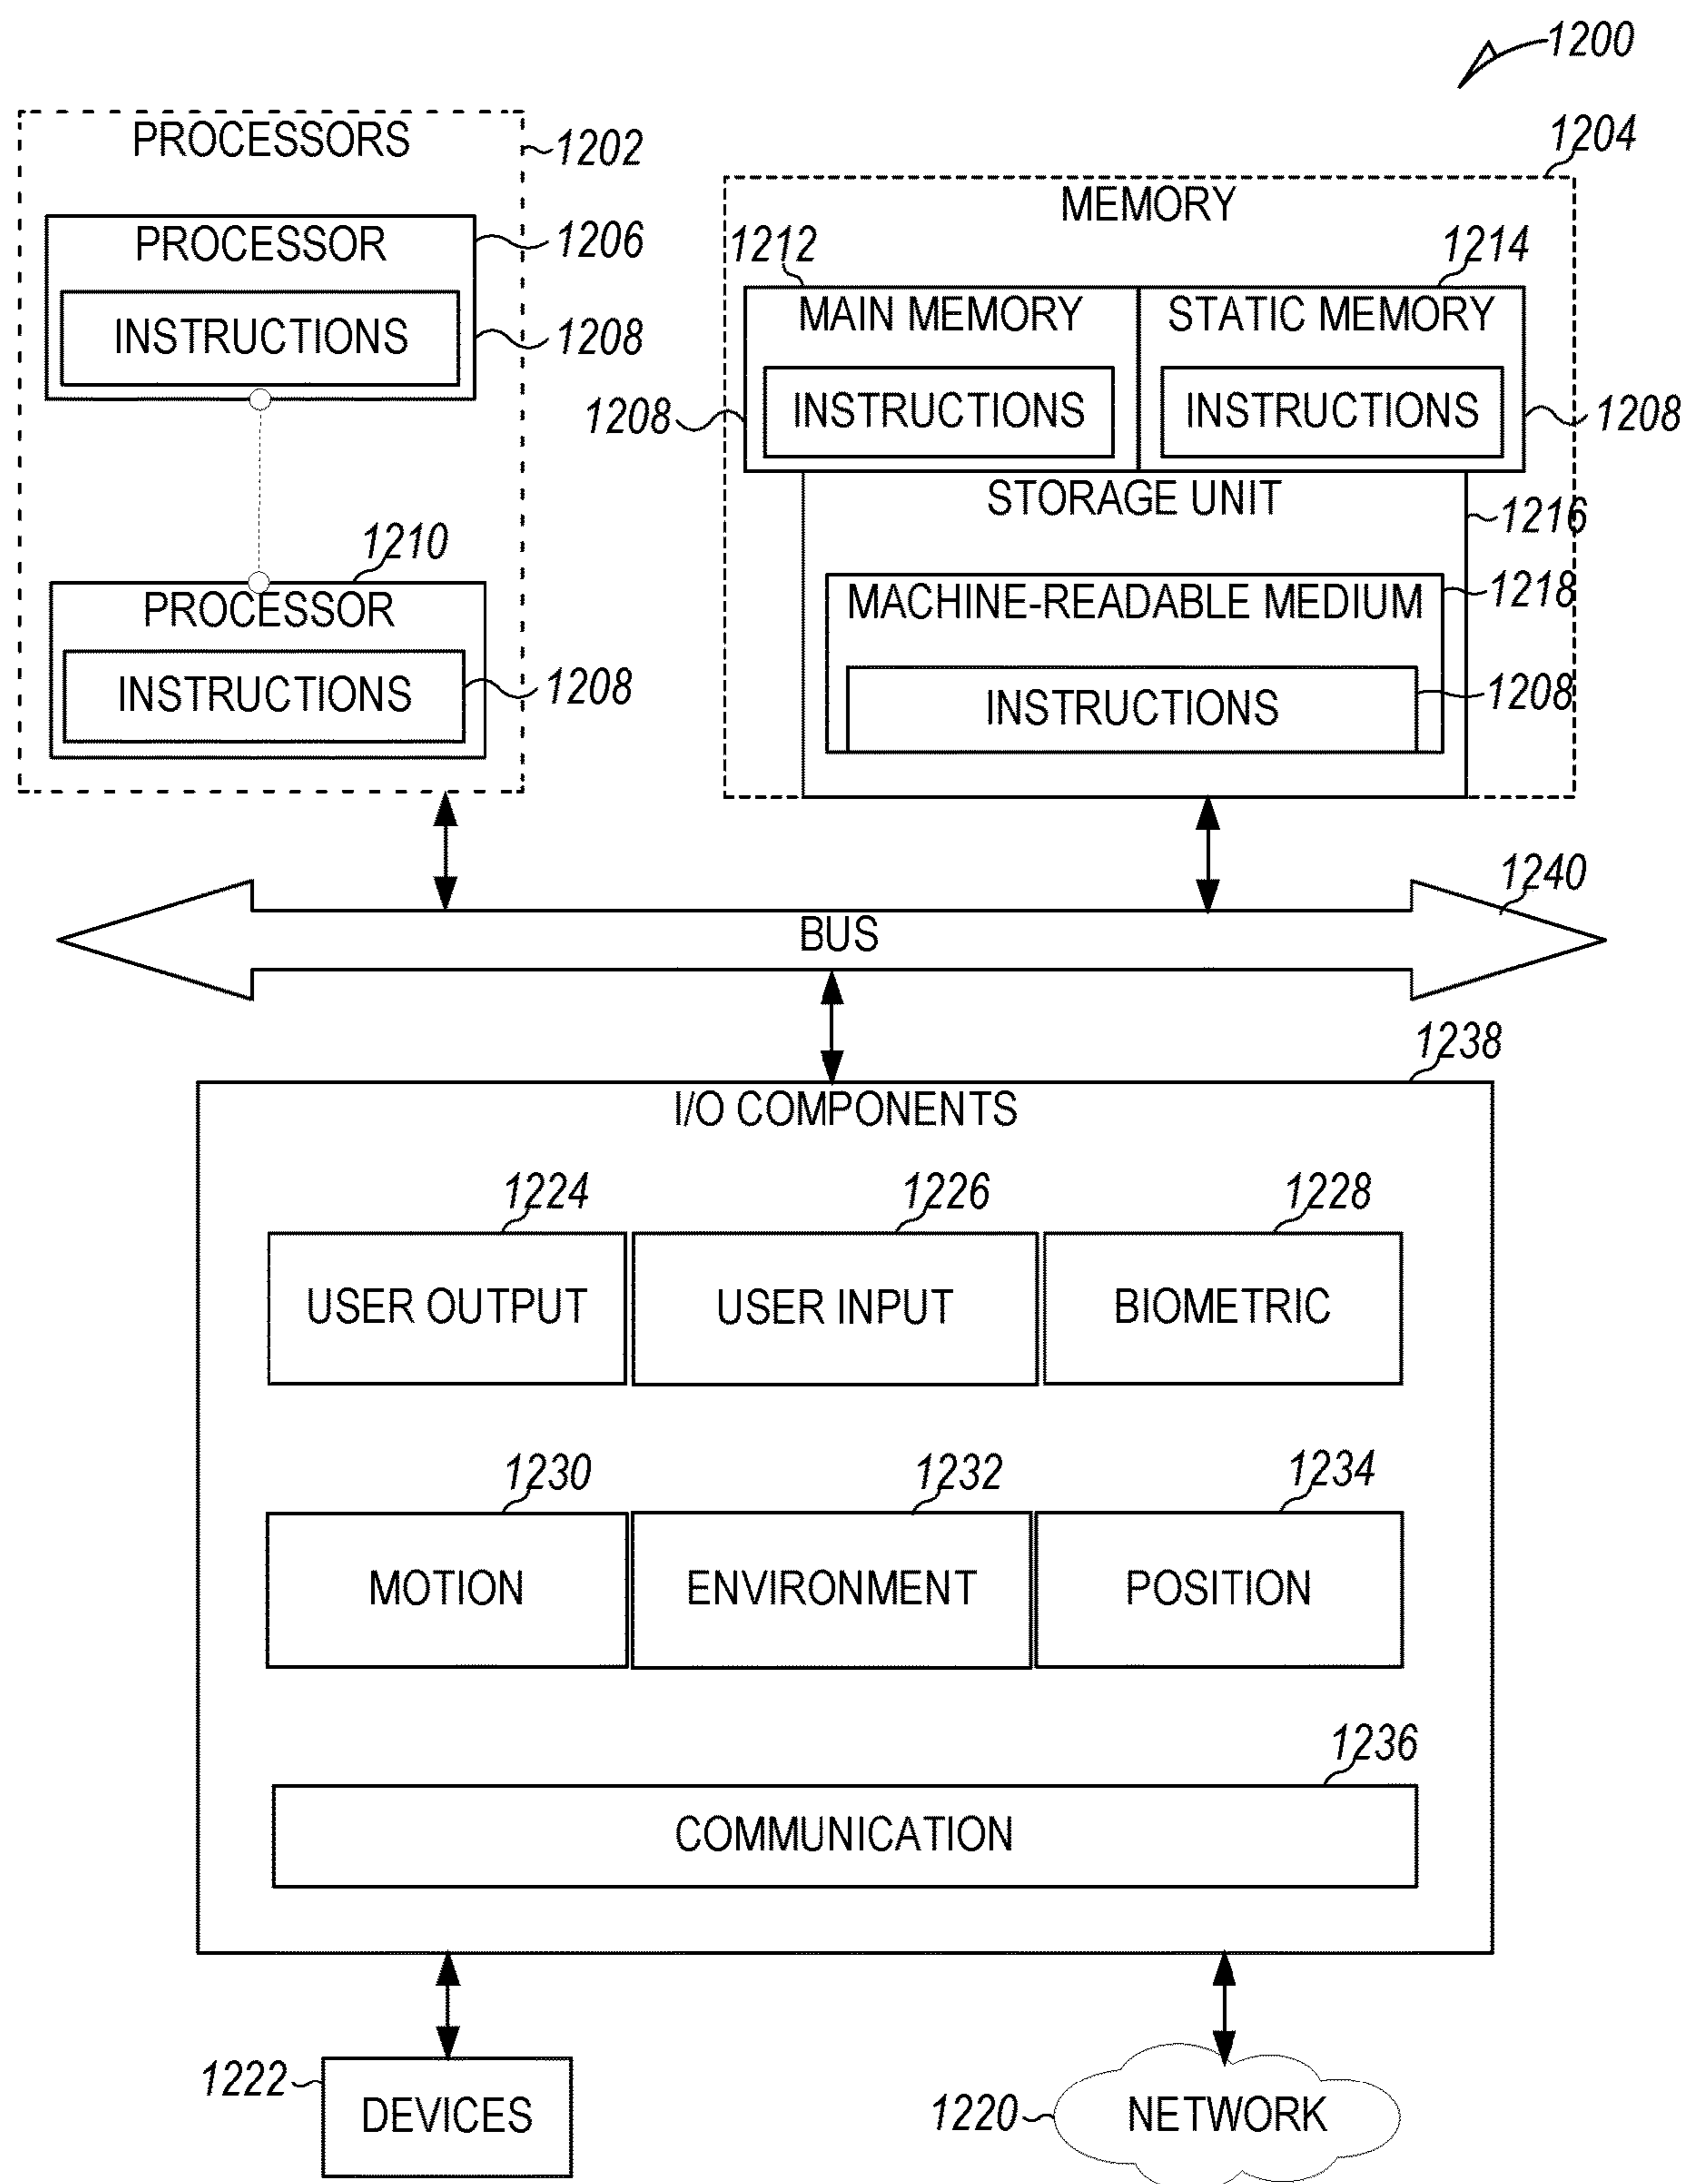 1200
PROCESSORS
1202
PROCESSOR
1206
INSTRUCTIONS
1208
1210
PROCESSOR
INSTRUCTIONS
1208
1204
MEMORY
1212
1214
MAIN MEMORY
STATIC MEMORY
1208
INSTRUCTIONS
INSTRUCTIONS
1208
STORAGE UNIT
1216
MACHINE-READABLE MEDIUM
1218
INSTRUCTIONS
1208
1240
BUS
1238
I/O COMPONENTS
1224
1226
1228
USER OUTPUT
USER INPUT
BIOMETRIC
1230
1232
1234
MOTION
ENVIRONMENT
POSITION
1236
COMMUNICATION
1222
DEVICES
1220
NETWORK